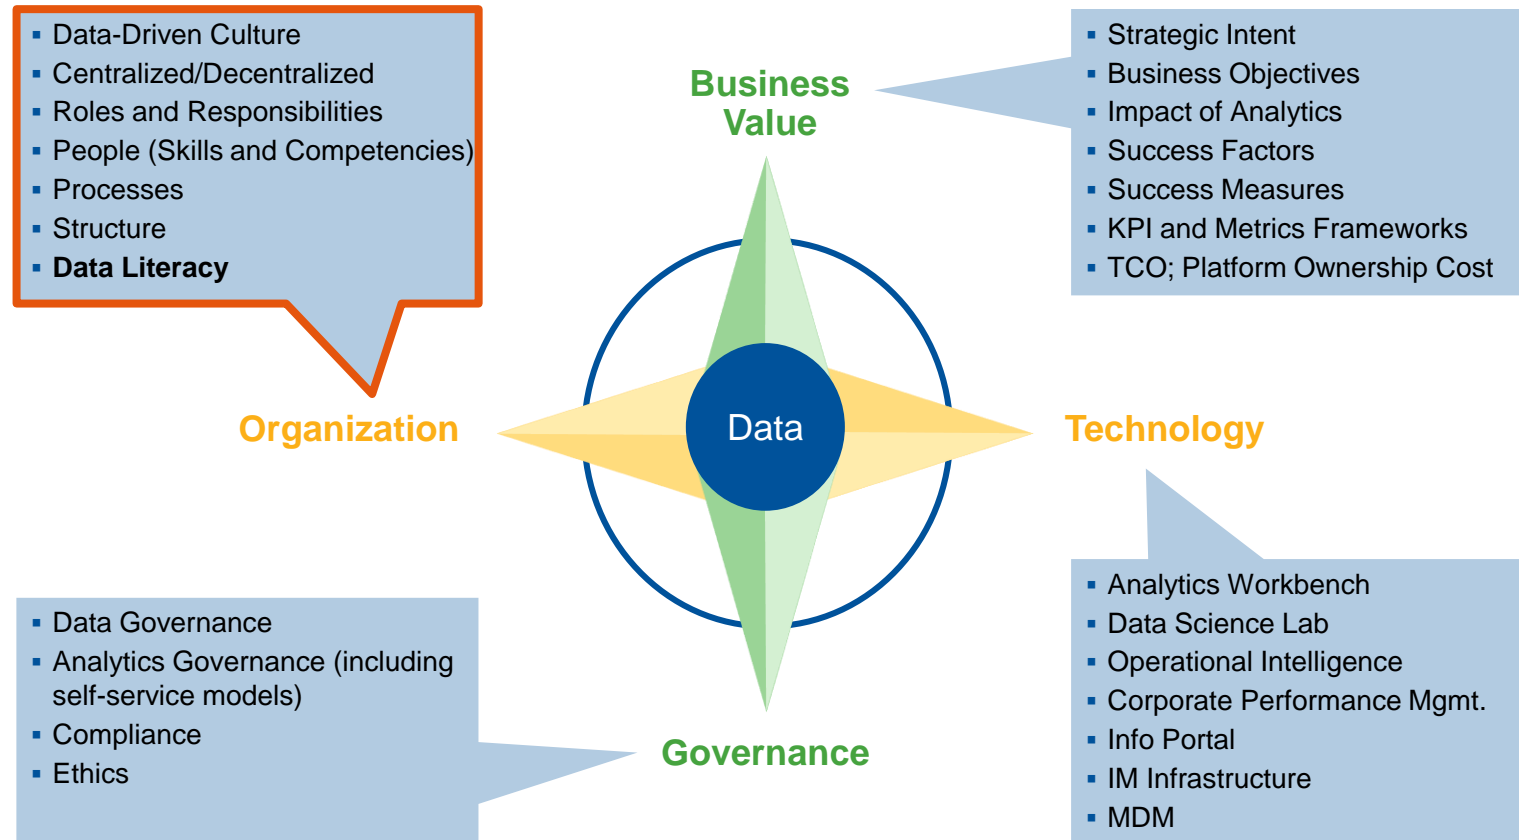 ▪ Data-Driven Culture
▪ Centralized/Decentralized
▪ Roles and Responsibilities
▪ People (Skills and Competencies)
▪ Processes
▪ Structure
▪ Data Literacy
Business
Value
▪ Strategic Intent
▪ Business Objectives
▪ Impact of Analytics
▪ Success Factors
▪ Success Measures
▪ KPI and Metrics Frameworks
▪ TCO; Platform Ownership Cost
Organization
Data
Technology
▪ Data Governance
▪ Analytics Governance (including
self-service models)
▪ Compliance
▪ Ethics
Governance
▪ Analytics Workbench
▪ Data Science Lab
▪ Operational Intelligence
▪ Corporate Performance Mgmt.
▪ Info Portal
▪ IM Infrastructure
▪ MDM